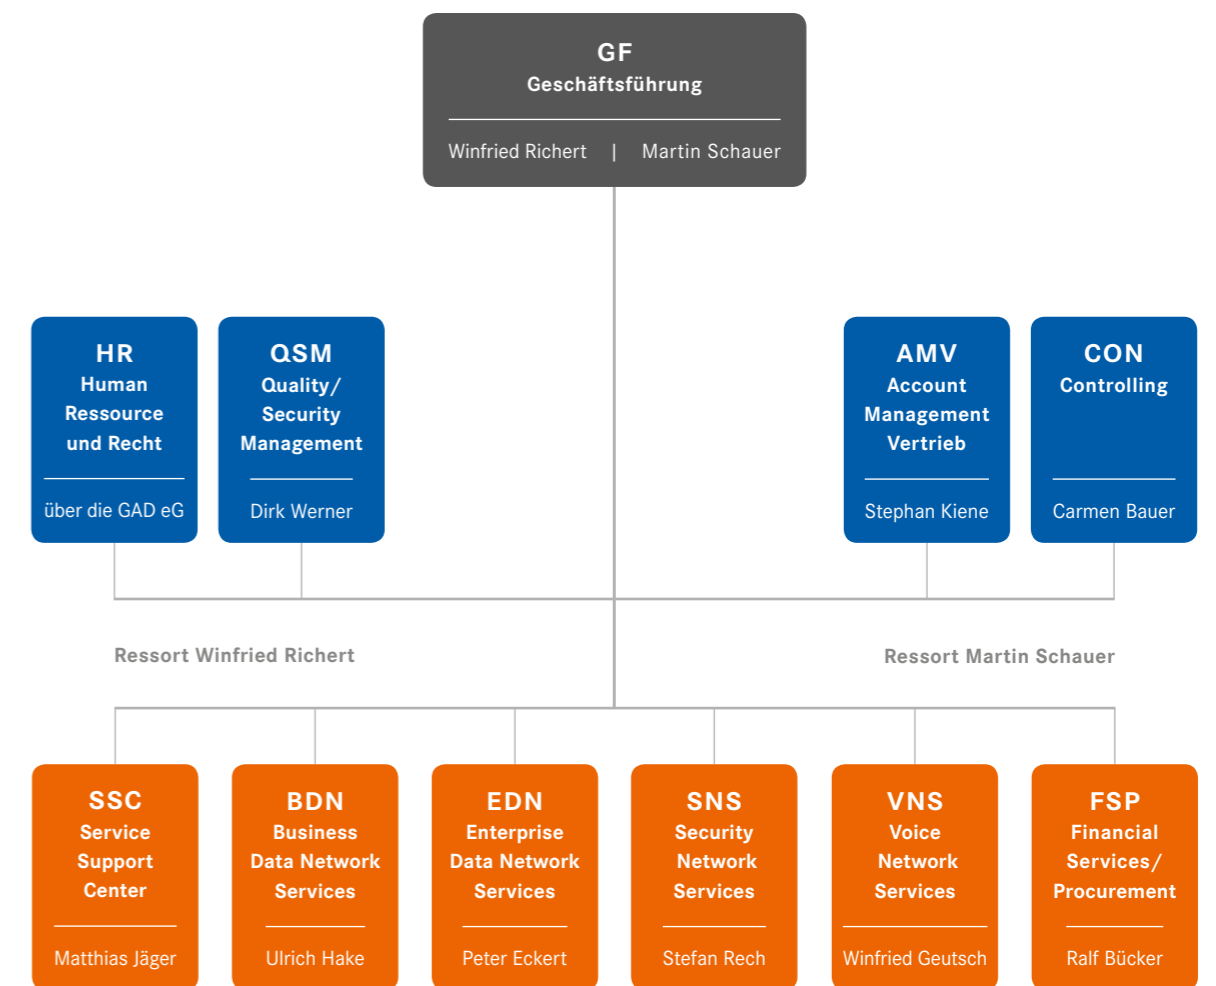 GF
Geschäftsführung
Winfried Richert | Martin Schauer
HR
Human
Ressource
und Recht
über die GAD eG
QSM
Quality/
Security
Management
Dirk Werner
AMV
Account
Management
Vertrieb
Stephan Kiene
CON
Controlling
Carmen Bauer
Ressort Winfried Richert
Ressort Martin Schauer
SSC
Service
Support
Center
Matthias Jäger
BDN
Business
Data Network
Services
Ulrich Hake
EDN
Enterprise
Data Network
Services
Peter Eckert
SNS
Security
Network
Services
Stefan Rech
VNS
Voice
Network
Services
Winfried Geutsch
FSP
Financial
Services/
Procurement
Ralf Bücker